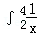 ∫ 4 1/2 x